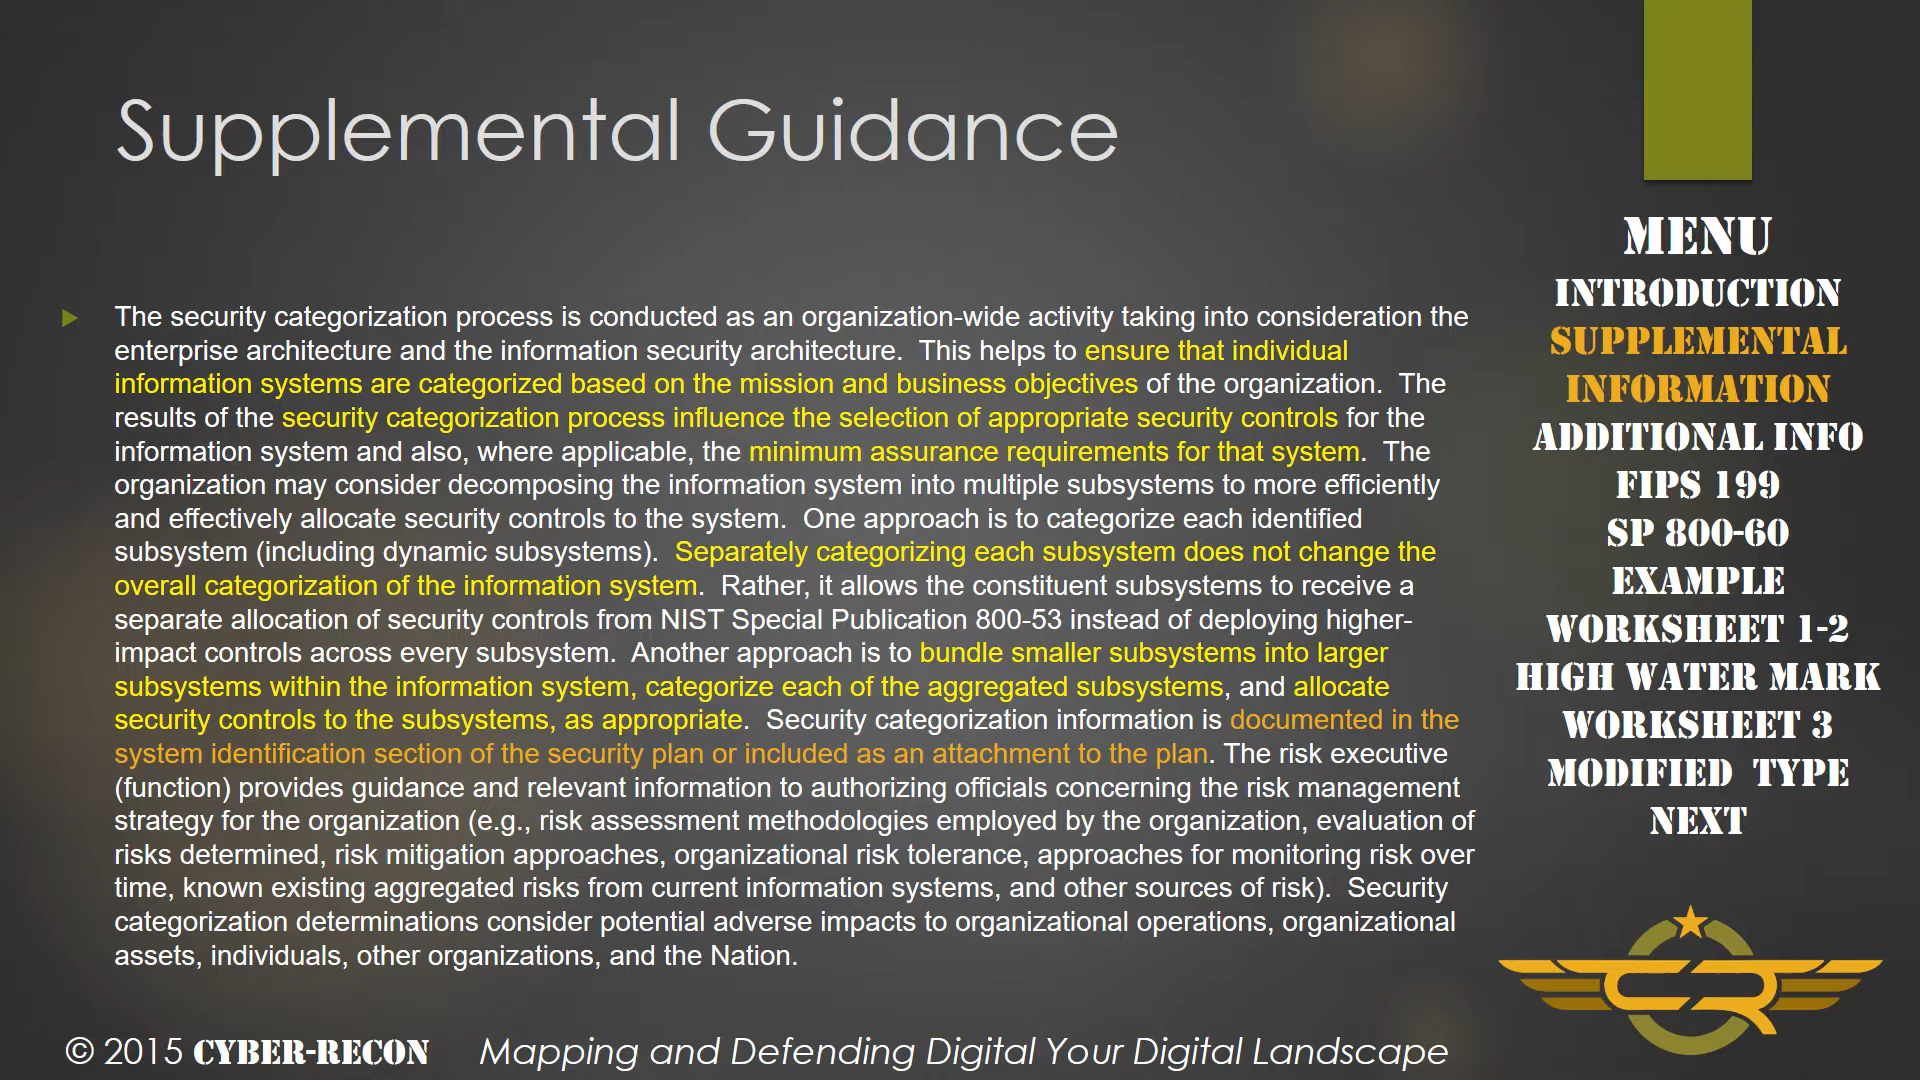 Supplemental Guidance
The security categorization process is conducted as an organization-wide activity taking into consideration the
enterprise architecture and the information security architecture.  This helps to ensure that individual
information systems are categorized based on the mission and business objectives of the organization.  The
results of the security categorization process influence the selection of appropriate security controls for the
information system and also, where applicable, the minimum assurance requirements for that system.  The
organization may consider decomposing the information system into multiple subsystems to more efficiently
and effectively allocate security controls to the system.  One approach is to categorize each identified
subsystem (including dynamic subsystems).  Separately categorizing each subsystem does not change the
overall categorization of the information system.  Rather, it allows the constituent subsystems to receive a
separate allocation of security controls from NIST Special Publication 800-53 instead of deploying higher-
impact controls across every subsystem.  Another approach is to bundle smaller subsystems into larger
subsystems within the information system, categorize each of the aggregated subsystems, and allocate
security controls to the subsystems, as appropriate.  Security categorization information is documented in the
system identification section of the security plan or included as an attachment to the plan. The risk executive
(function) provides guidance and relevant information to authorizing officials concerning the risk management
strategy for the organization (e.g., risk assessment methodologies employed by the organization, evaluation of
risks determined, risk mitigation approaches, organizational risk tolerance, approaches for monitoring risk over
time, known existing aggregated risks from current information systems, and other sources of risk).  Security
categorization determinations consider potential adverse impacts to organizational operations, organizational
assets, individuals, other organizations, and the Nation.
MENU
INTRODUCTION
SUPPLEMENTAL
INFORMATION
ADDITIONAL INFO
FIPS 199
SP 800-60
EXAMPLE
WORKSHEET 1-2
HIGH WATER MARK
WORKSHEET 3
MODIFIED TYPE
NEXT
CR
© 2015 CYBER-RECON Mapping and Defending Digital Your Digital Landscape